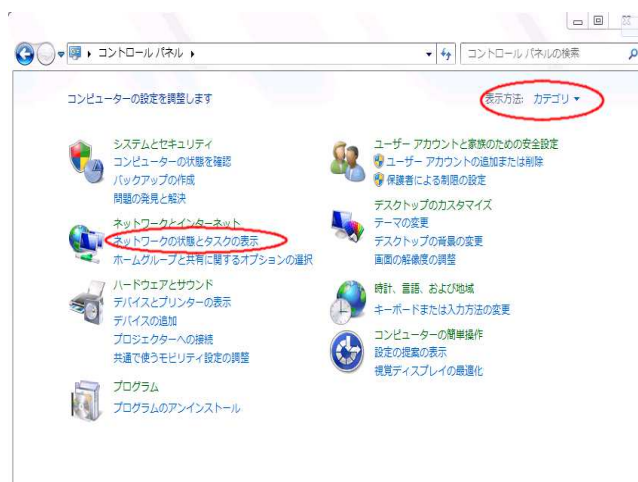 コントロール パネル
コントロール パネルの検索
コンピューターの設定を調整します
表示方法: カテゴリ
システムとセキュリティ
コンピューターの状態を確認
バックアップの作成
問題の発見と解決
ネットワークとインターネット
ネットワークの状態とタスクの表示
ホームグループと共有に関するオプションの選択
ハードウェアとサウンド
デバイスとプリンターの表示
デバイスの追加
プロジェクターへの接続
共通で使うモビリティ設定の調整
プログラム
プログラムのアンインストール
ユーザー アカウントと家族のための安全設定
ユーザー アカウントの追加または削除
保護者による制限の設定
デスクトップのカスタマイズ
テーマの変更
デスクトップの背景の変更
画面の解像度の調整
時計、言語、および地域
キーボードまたは入力方法の変更
コンピューターの簡単操作
設定の提案の表示
視覚ディスプレイの最適化